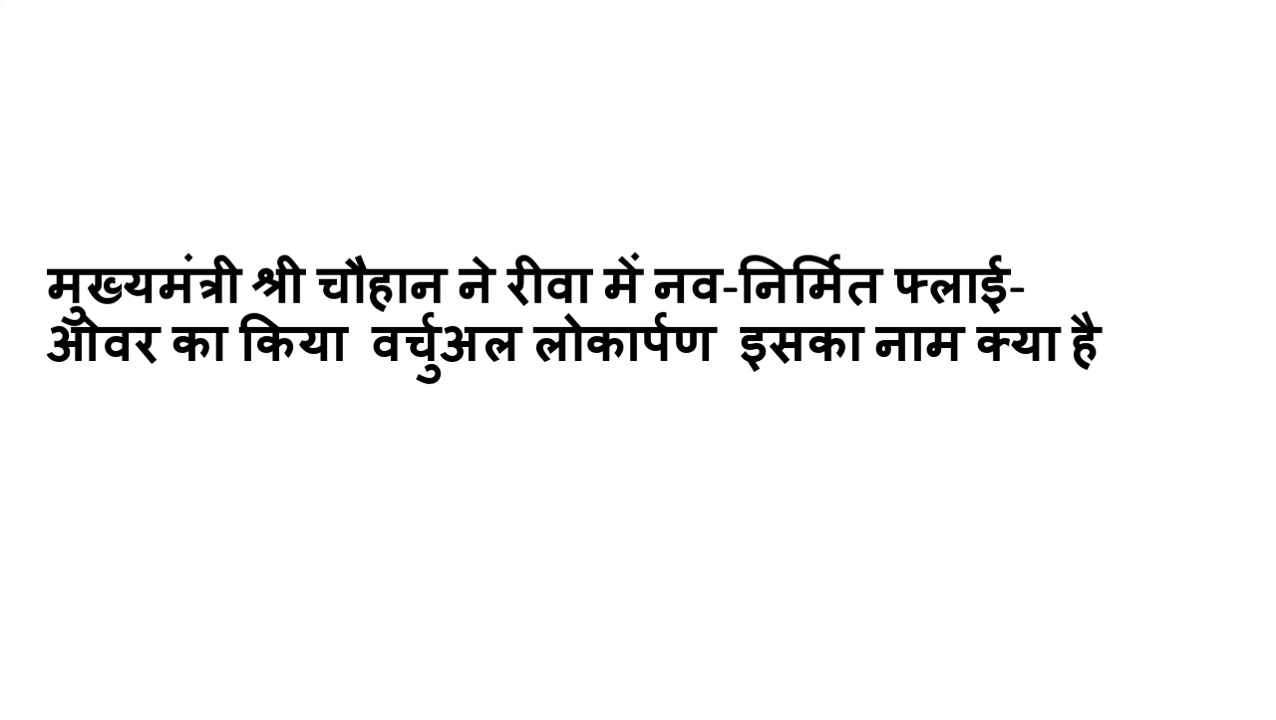 मुख्यमंत्री श्री चौहान ने रीवा में नव-निर्मित फ्लाई-
ओवर का किया  वर्चुअल लोकार्पण  इसका नाम क्या है